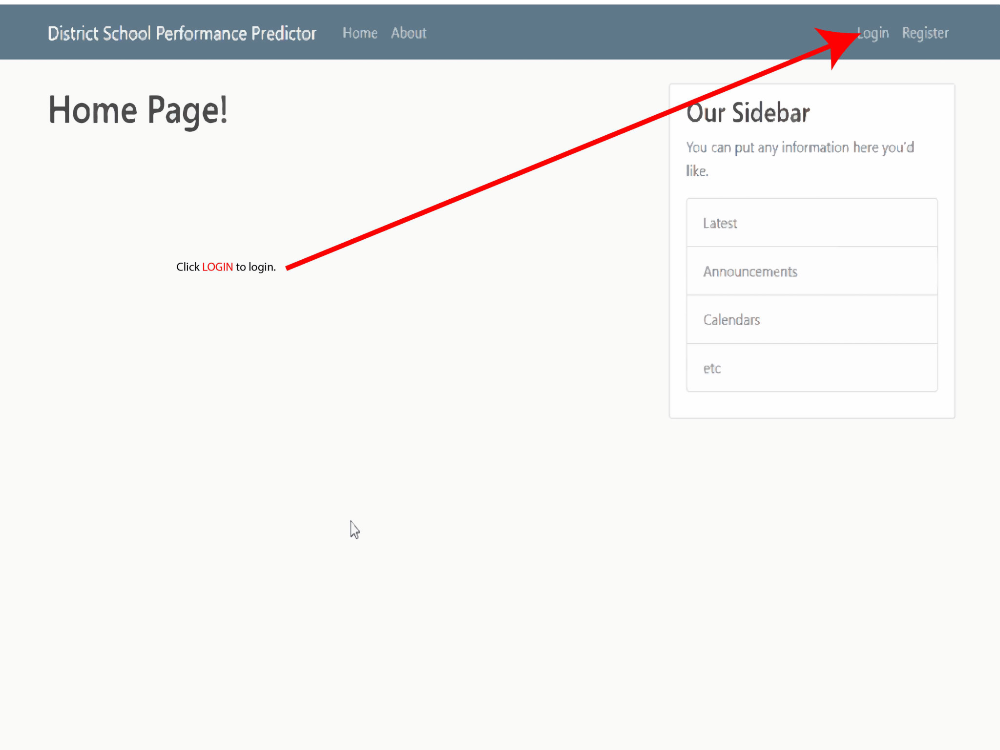 District School Performance Predictor Home About Login Register
Home Page!
Click LOGIN to login.
Our Sidebar
You can put any information here you'd
like.
Latest
Announcements
Calendars
etc